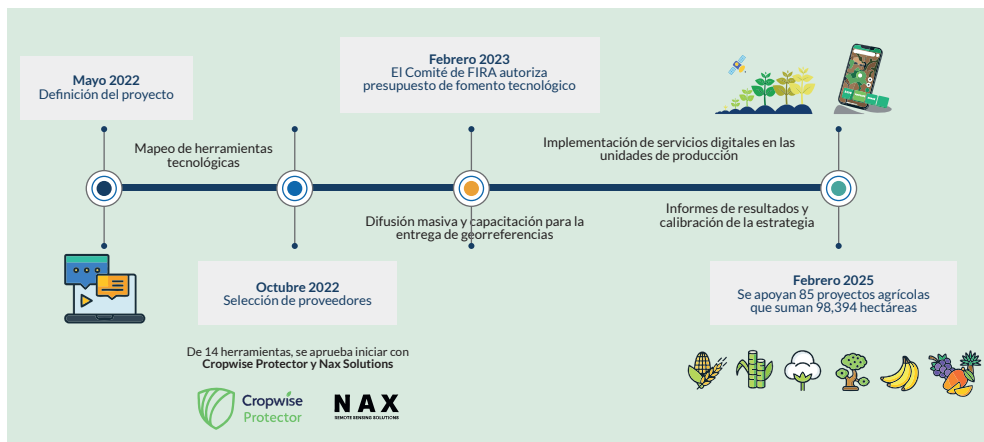 Mayo 2022
Definición del proyecto
Mapeo de herramientas
tecnológicas
Octubre 2022
Selección de proveedores
De 14 herramientas, se aprueba iniciar con
Cropwise Protector y Nax Solutions
Cropwise
Protector
NAX
REMOTE SENSING SOLUTIONS
Febrero 2023
El Comité de FIRA autoriza
presupuesto de fomento tecnológico
Difusión masiva y capacitación para la
entrega de georreferencias
Implementación de servicios digitales en las
unidades de producción
Informes de resultados y
calibración de la estrategia
Febrero 2025
Se apoyan 85 proyectos agrícolas
que suman 98,394 hectáreas